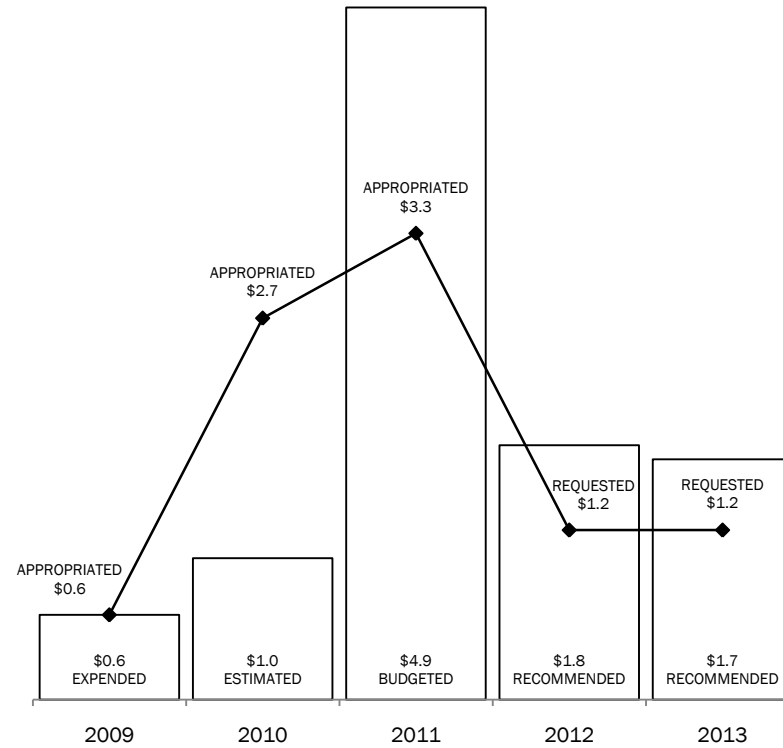 APPROPRIATED
$3.3
APPROPRIATED
$2.7
REQUESTED
$1.2
REQUESTED
$1.2
APPROPRIATED
$0.6
$0.6
EXPENDED
$1.0
ESTIMATED
$4.9
BUDGETED
$1.8
RECOMMENDED
$1.7
RECOMMENDED
2009
2010
2011
2012
2013